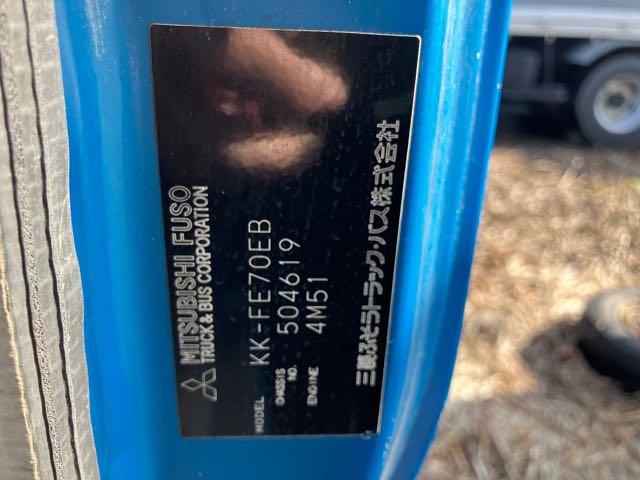 MITSUBISHI FUSO
TRUCK & BUS CORPORATION
MODEL KK-FE70EB
CHASSIS NO. 504619
ENGINE 4M51
三菱ふそうトラック・バス株式会社